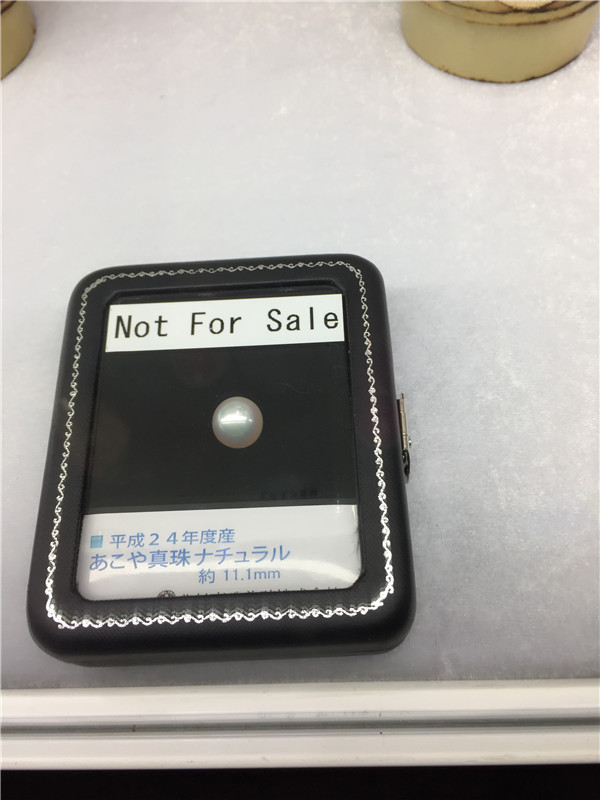 Not For Sale
■ 平成24年度産
あこや真珠ナチュラル
約 11.1mm